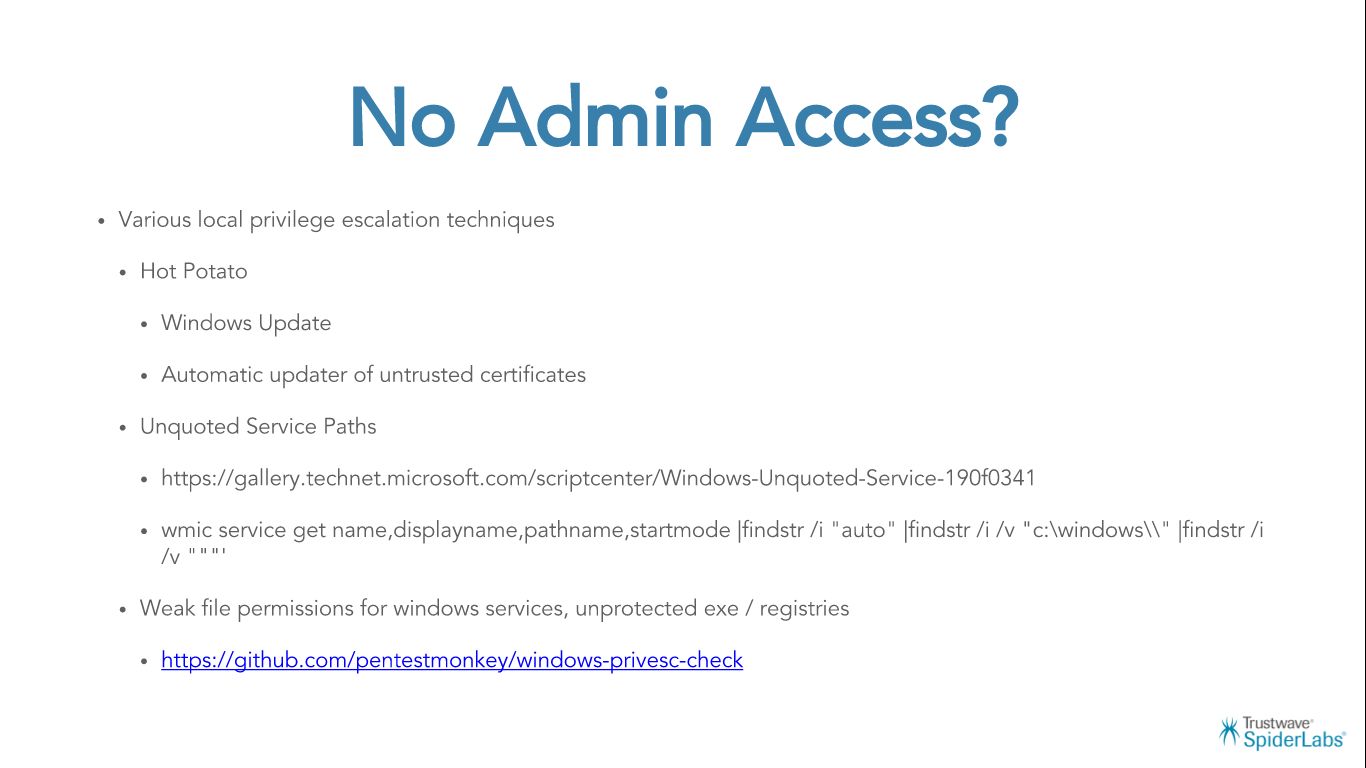 No Admin Access?
• Various local privilege escalation techniques
• Hot Potato
• Windows Update
• Automatic updater of untrusted certificates
• Unquoted Service Paths
• https://gallery.technet.microsoft.com/scriptcenter/Windows-Unquoted-Service-190f0341
• wmic service get name,displayname,pathname,startmode |findstr /i "auto" |findstr /i /v "c:\windows\\" |findstr /i
/v """'
• Weak file permissions for windows services, unprotected exe / registries
• https://github.com/pentestmonkey/windows-privesc-check
Trustwave®
SpiderLabs®